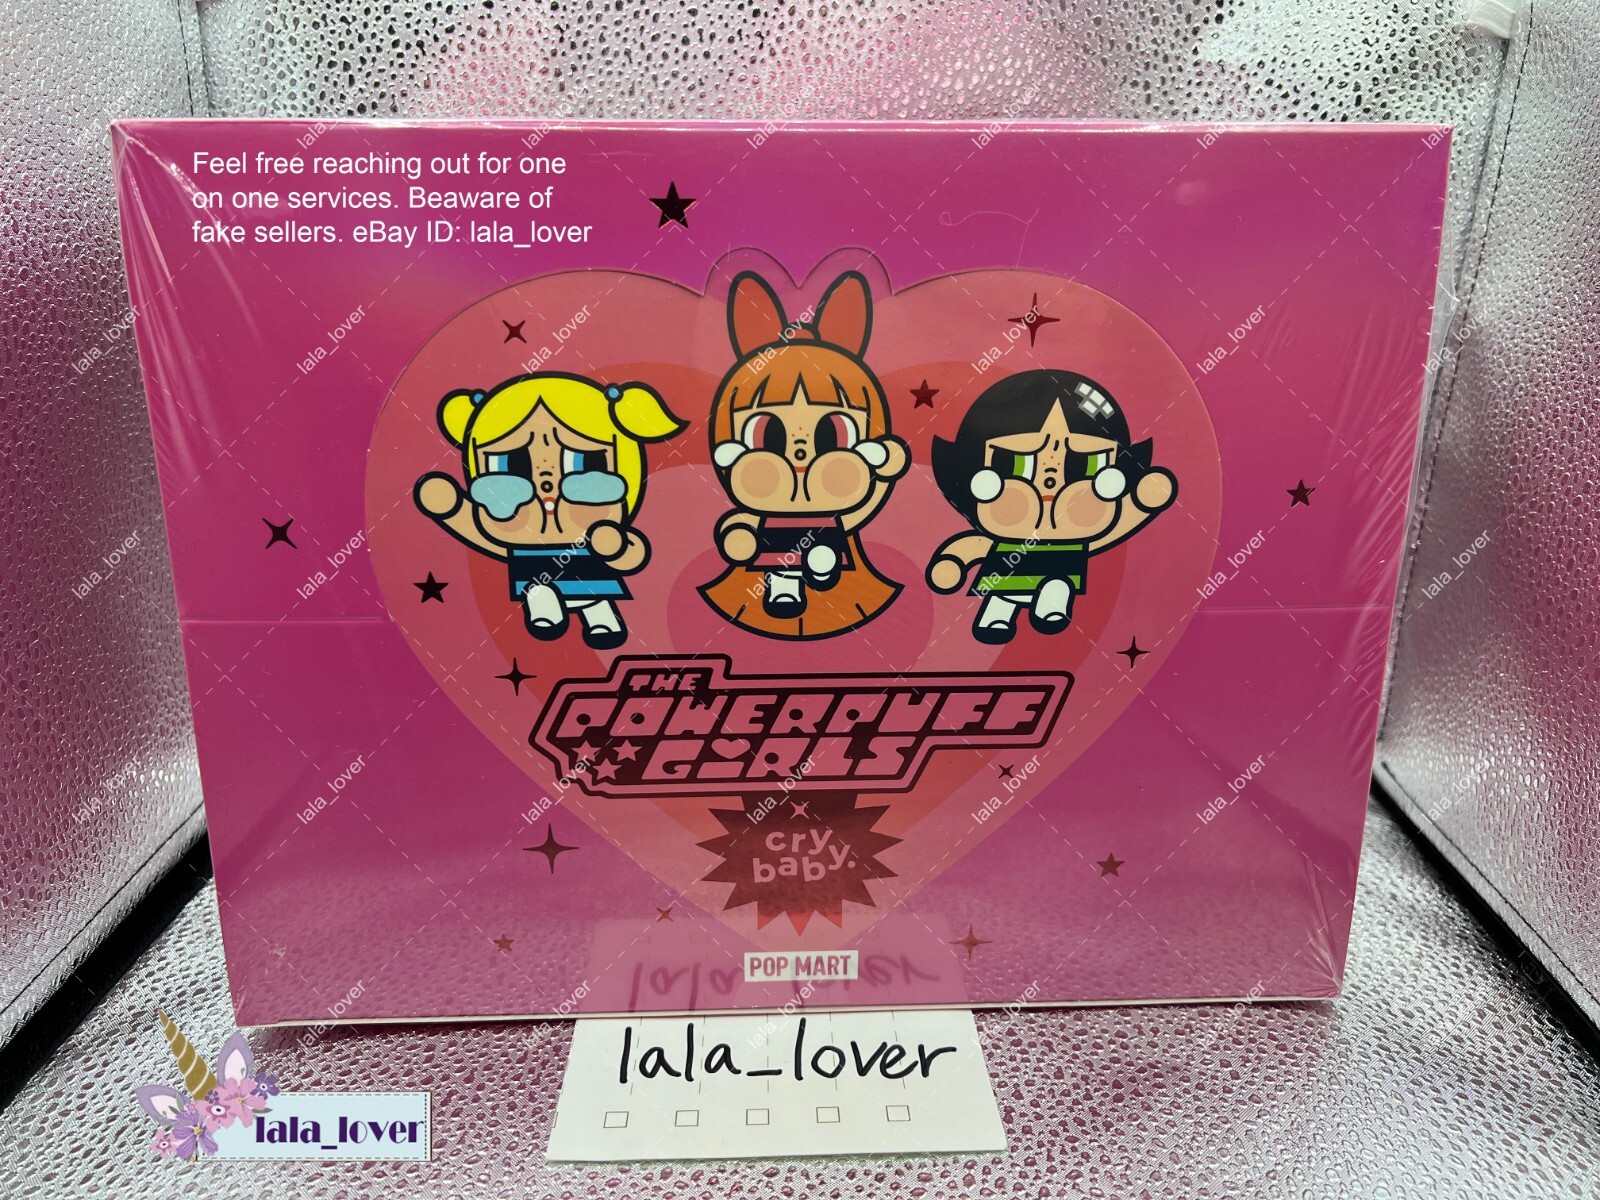 Feel free reaching out for one
on one services. Beaware of
fake sellers. eBay ID: lala_lover
THE
POWERPUFF
GIRLS
cry
baby.
POP MART
lala_lover
lala_lover
lala_lover